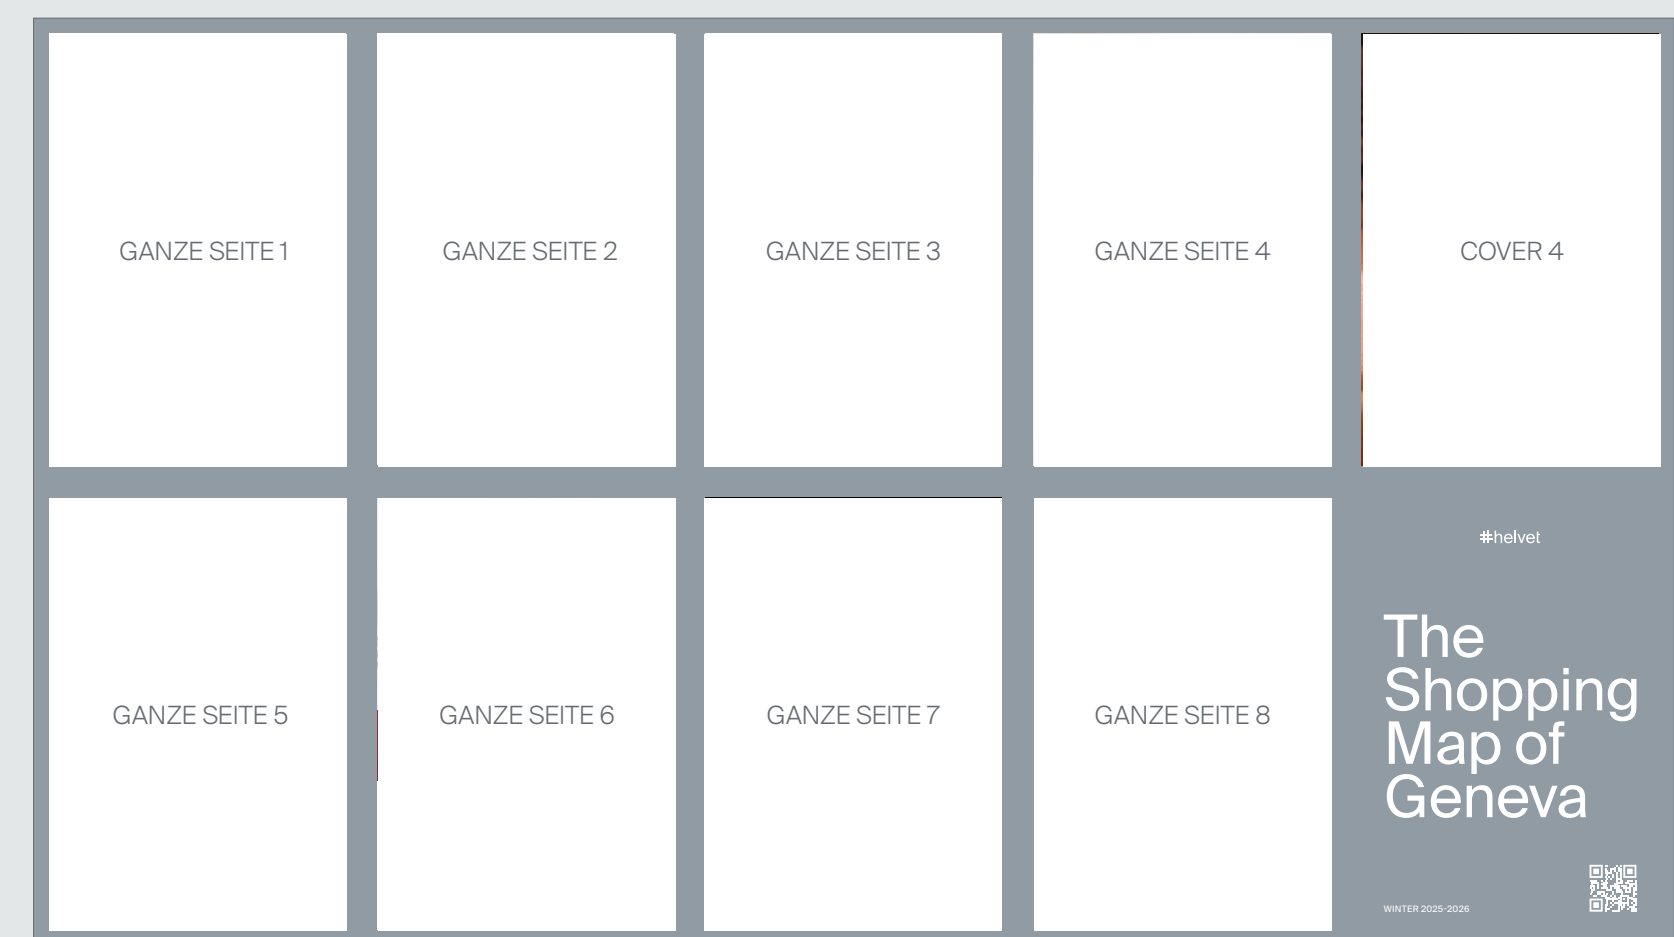 GANZE SEITE 1
GANZE SEITE 2
GANZE SEITE 3
GANZE SEITE 4
COVER 4
GANZE SEITE 5
GANZE SEITE 6
GANZE SEITE 7
GANZE SEITE 8
#helvet
The
Shopping
Map of
Geneva
WINTER 2025-2026